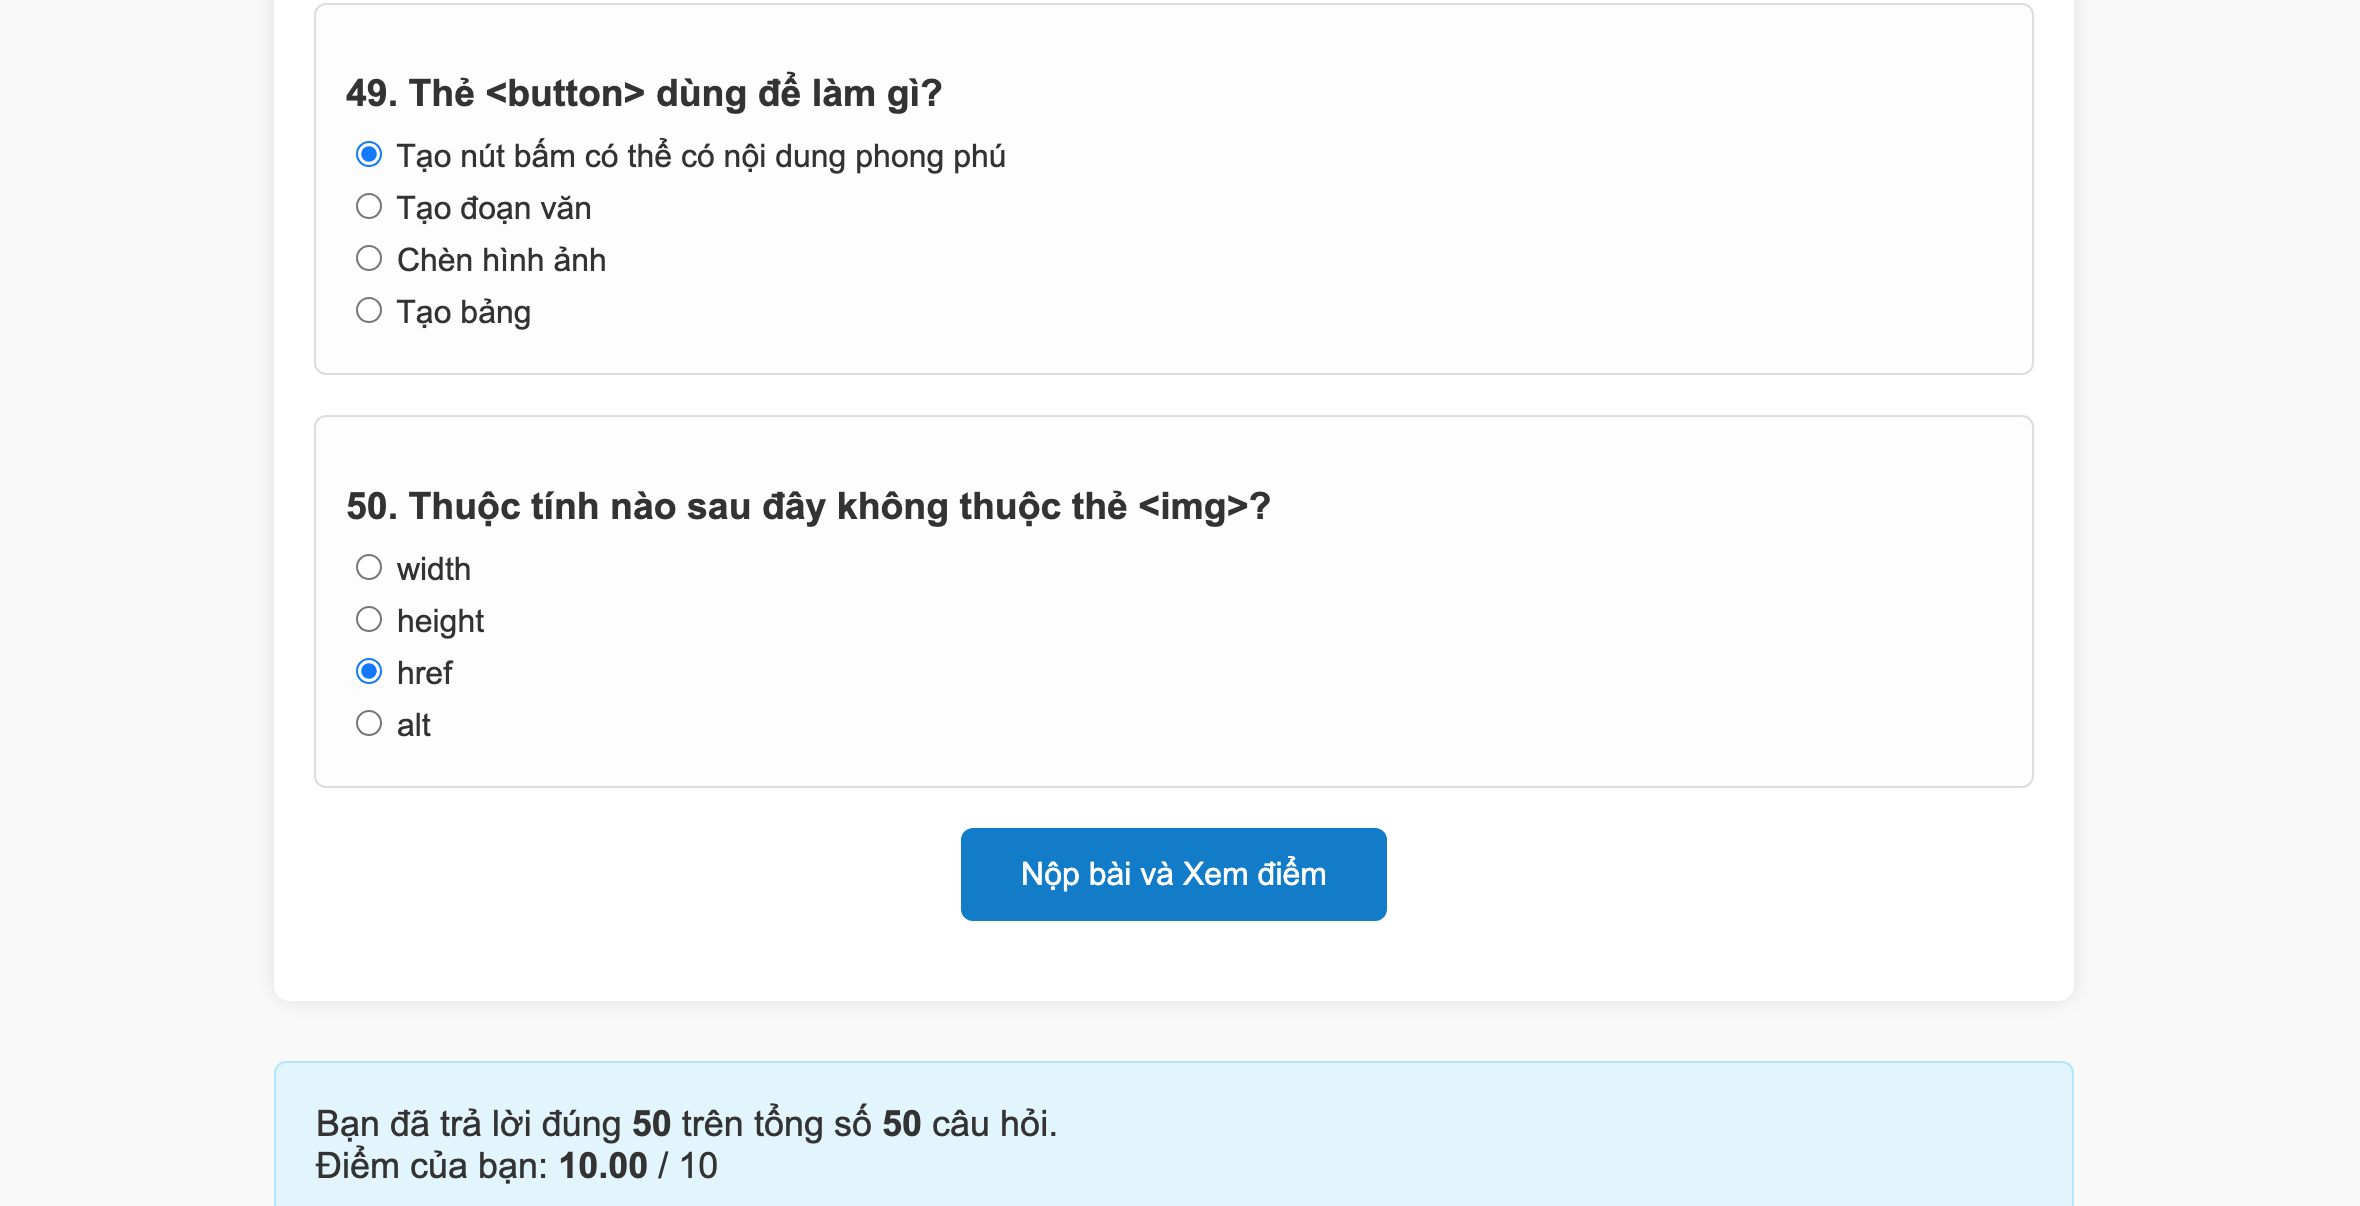 49. Thẻ <button> dùng để làm gì?
Tạo nút bấm có thể có nội dung phong phú
Tạo đoạn văn
Chèn hình ảnh
Tạo bảng
50. Thuộc tính nào sau đây không thuộc thẻ <img>?
width
height
href
alt
Nộp bài và Xem điểm
Bạn đã trả lời đúng 50 trên tổng số 50 câu hỏi.
Điểm của bạn: 10.00 / 10